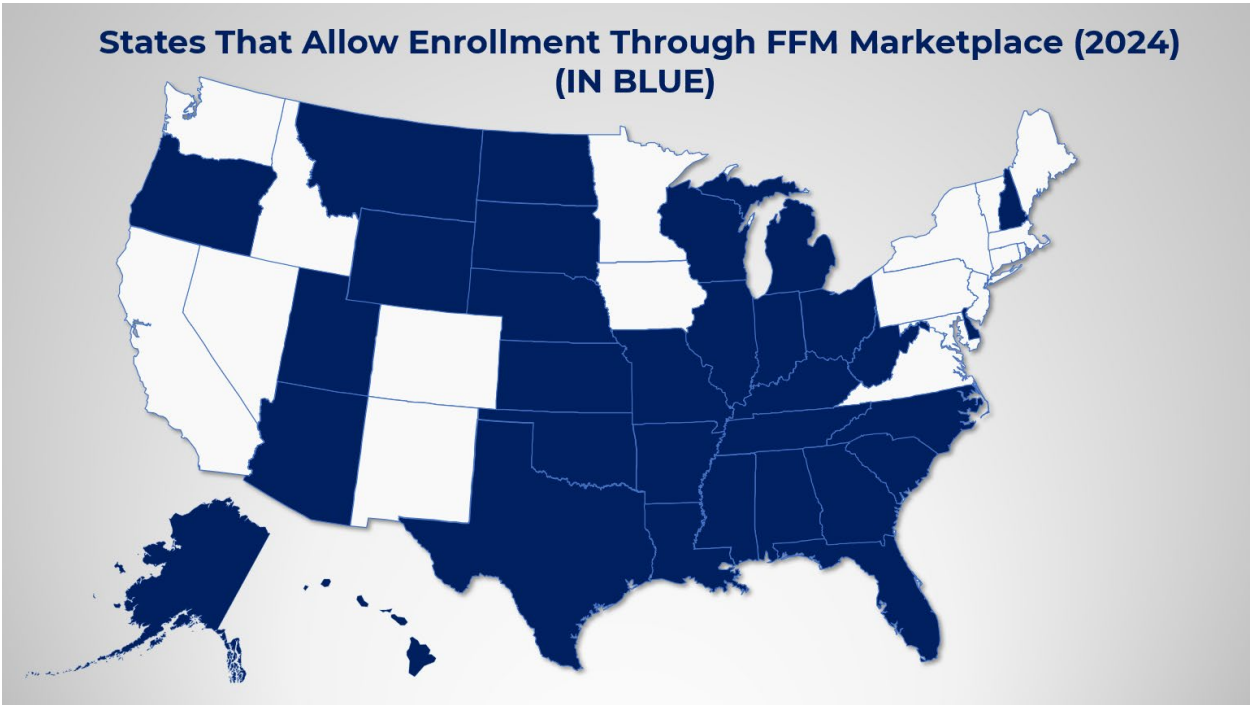 States That Allow Enrollment Through FFM Marketplace (2024)
(IN BLUE)